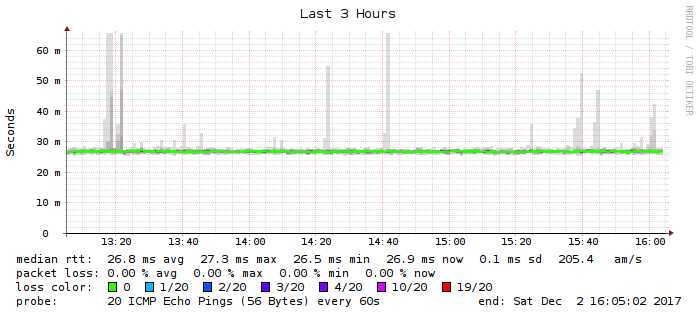 Last 3 Hours
RRDTOOL / TOBI OETIKER
Seconds
60 m
50 m
40 m
30 m
20 m
10 m
0
13:20 13:40 14:00 14:20 14:40 15:00 15:20 15:40 16:00
median rtt: 26.8 ms avg 27.3 ms max 26.5 ms min 26.9 ms now 0.1 ms sd 205.4 am/s
packet loss: 0.00 % avg 0.00 % max 0.00 % min 0.00 % now
loss color: 0 1/20 2/20 3/20 4/20 10/20 19/20
probe: 20 ICMP Echo Pings (56 Bytes) every 60s end: Sat Dec 2 16:05:02 2017